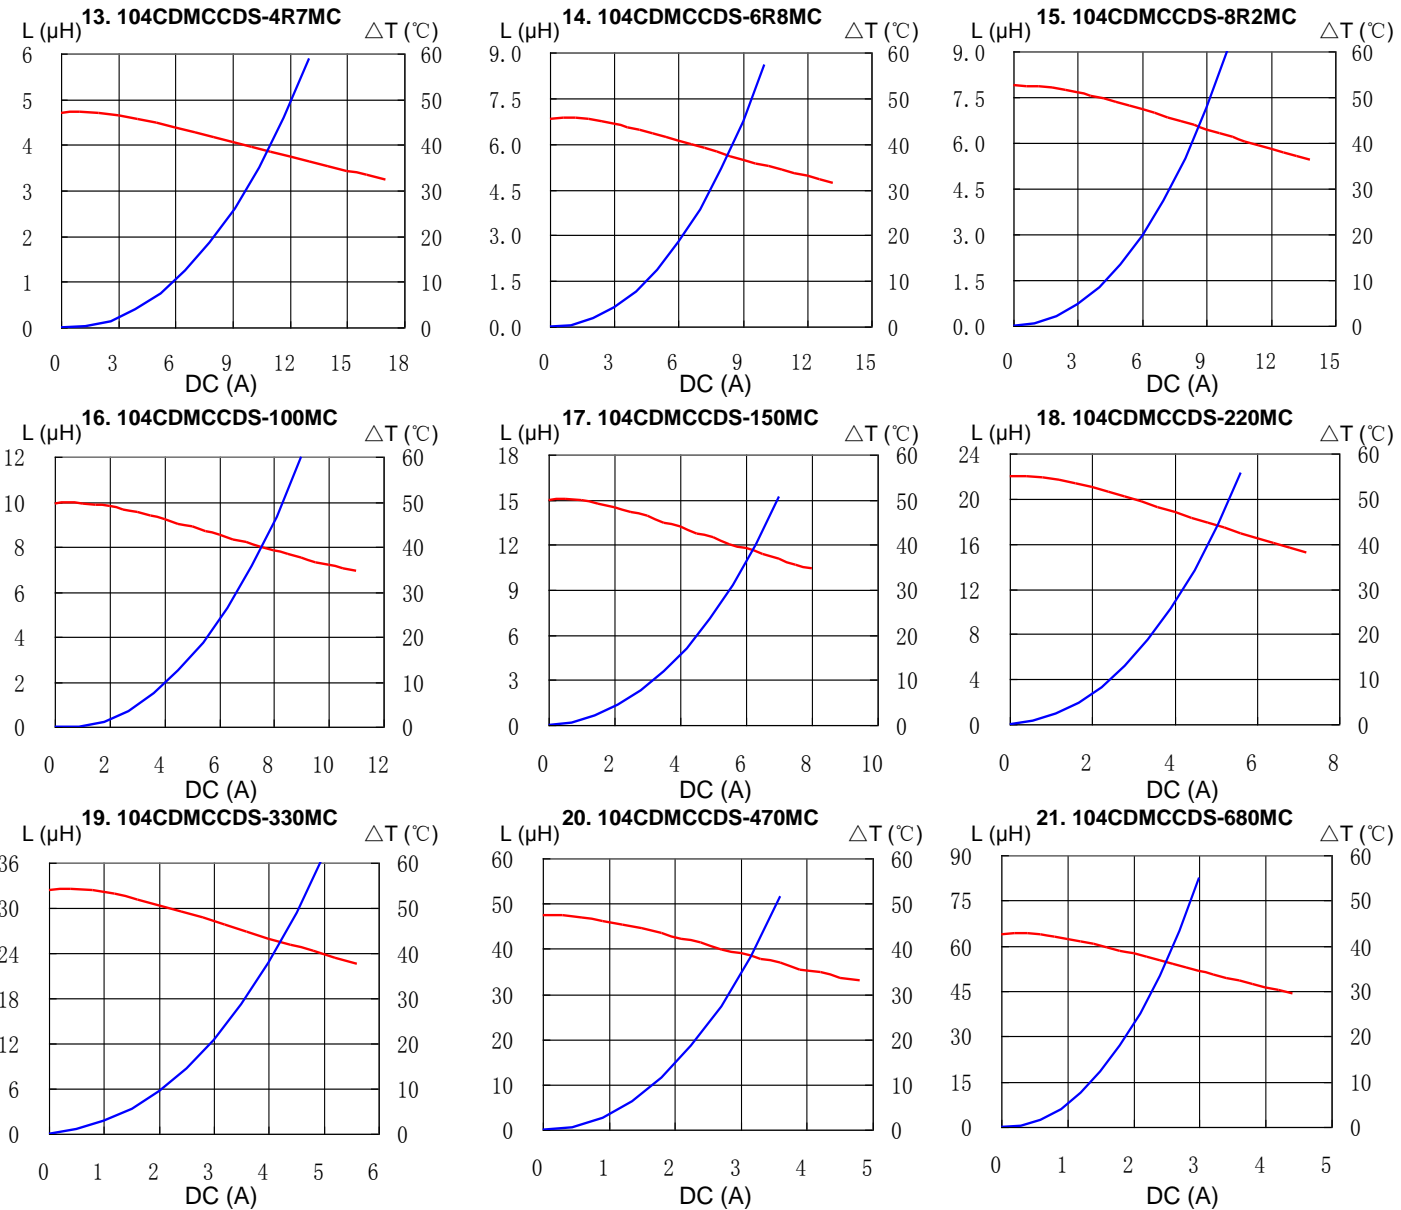 13. 104CDMCCDS-4R7MC
L (µH) △T (℃)
6 60
5 50
4 40
3 30
2 20
1 10
0 0
0 3 6 9 12 15 18
DC (A)
14. 104CDMCCDS-6R8MC
L (µH) △T (℃)
9.0 60
7.5 50
6.0 40
4.5 30
3.0 20
1.5 10
0.0 0
0 3 6 9 12 15
DC (A)
15. 104CDMCCDS-8R2MC
L (µH) △T (℃)
9.0 60
7.5 50
6.0 40
4.5 30
3.0 20
1.5 10
0.0 0
0 3 6 9 12 15
DC (A)
16. 104CDMCCDS-100MC
L (µH) △T (℃)
12 60
10 50
8 40
6 30
4 20
2 10
0 0
0 2 4 6 8 10 12
DC (A)
17. 104CDMCCDS-150MC
L (µH) △T (℃)
18 60
15 50
12 40
9 30
6 20
3 10
0 0
0 2 4 6 8 10
DC (A)
18. 104CDMCCDS-220MC
L (µH) △T (℃)
24 60
20 50
16 40
12 30
8 20
4 10
0 0
0 2 4 6 8
DC (A)
19. 104CDMCCDS-330MC
L (µH) △T (℃)
36 60
30 50
24 40
18 30
12 20
6 10
0 0
0 1 2 3 4 5 6
DC (A)
20. 104CDMCCDS-470MC
L (µH) △T (℃)
60 60
50 50
40 40
30 30
20 20
10 10
0 0
0 1 2 3 4 5
DC (A)
21. 104CDMCCDS-680MC
L (µH) △T (℃)
90 60
75 50
60 40
45 30
30 20
15 10
0 0
0 1 2 3 4 5
DC (A)